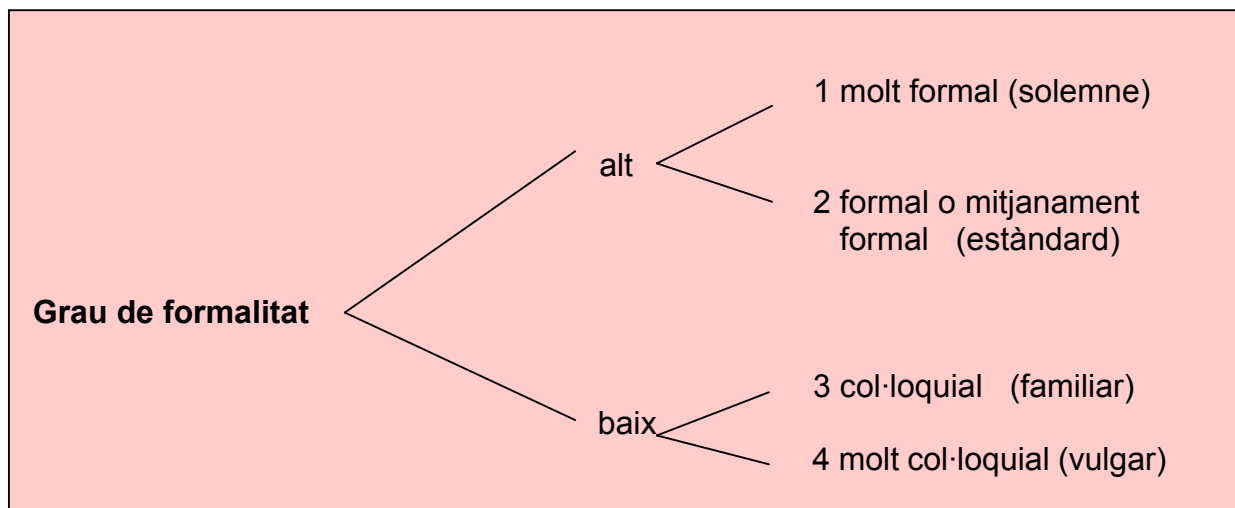 Grau de formalitat
alt
1 molt formal (solemne)
2 formal o mitjanament
formal (estàndard)
baix
3 col·loquial (familiar)
4 molt col·loquial (vulgar)